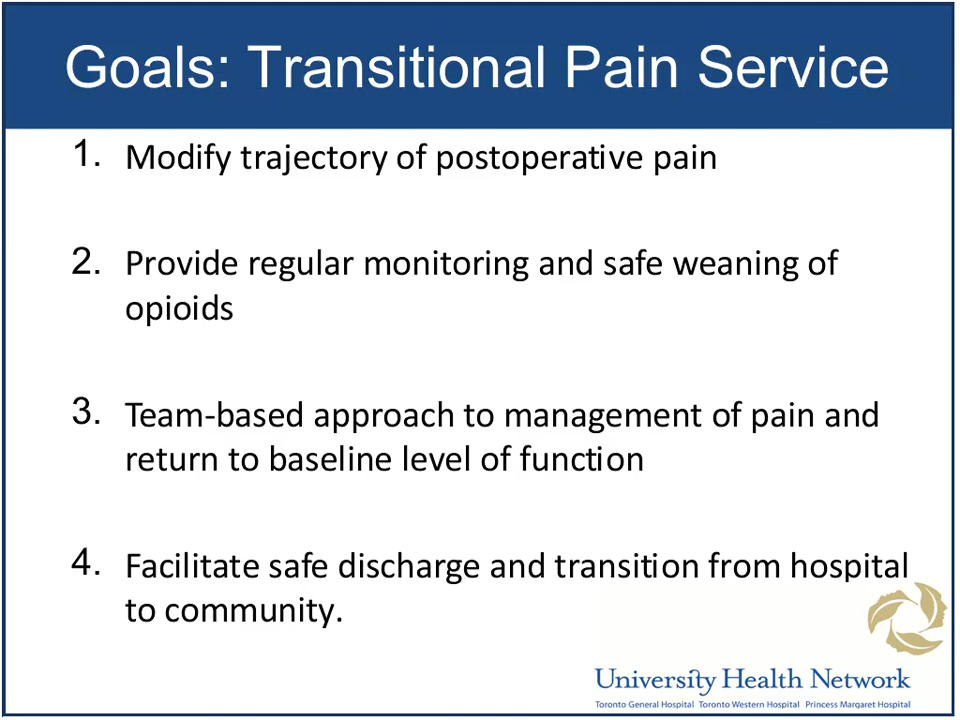 Goals: Transitional Pain Service
1. Modify trajectory of postoperative pain
2. Provide regular monitoring and safe weaning of
opioids
3. Team-based approach to management of pain and
return to baseline level of function
4. Facilitate safe discharge and transition from hospital
to community.
University Health Network
Toronto General Hospital Toronto Western Hospital Princess Margaret Hospital